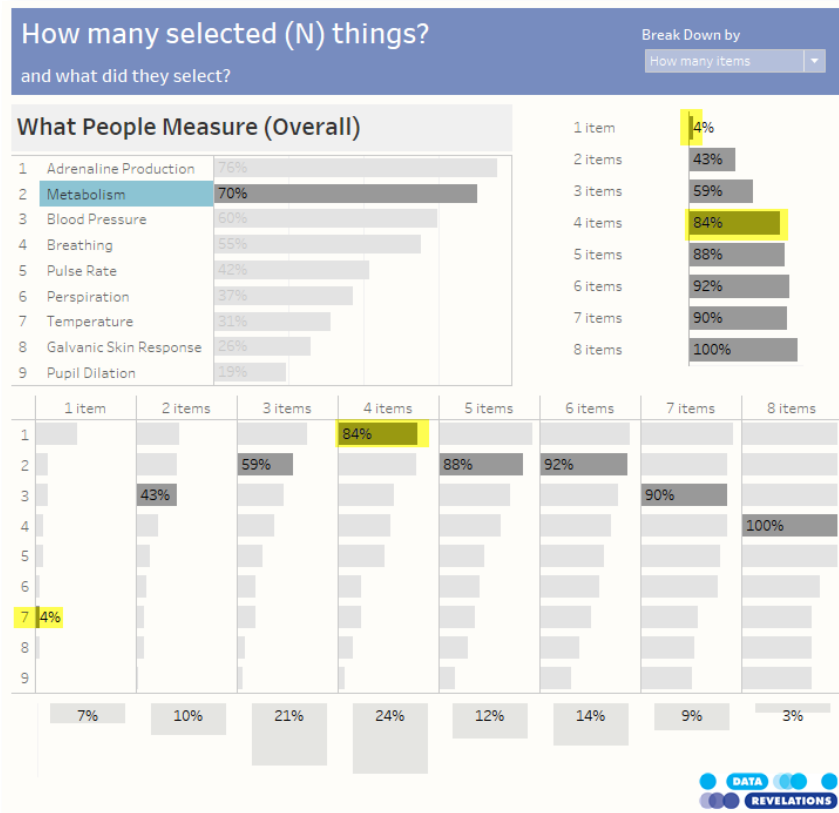 How many selected (N) things?
and what did they select?
Break Down by
How many items
What People Measure (Overall)
1 Adrenaline Production 76%
2 Metabolism 70%
3 Blood Pressure 60%
4 Breathing 55%
5 Pulse Rate 42%
6 Perspiration 37%
7 Temperature 31%
8 Galvanic Skin Response 26%
9 Pupil Dilation 19%
1 item 4%
2 items 43%
3 items 59%
4 items 84%
5 items 88%
6 items 92%
7 items 90%
8 items 100%
1 item 2 items 3 items 4 items 5 items 6 items 7 items 8 items
1 84%
2 59% 88% 92%
3 43% 90%
4 100%
5
6
7 4%
8
9
7% 10% 21% 24% 12% 14% 9% 3%
DATA
REVELATIONS